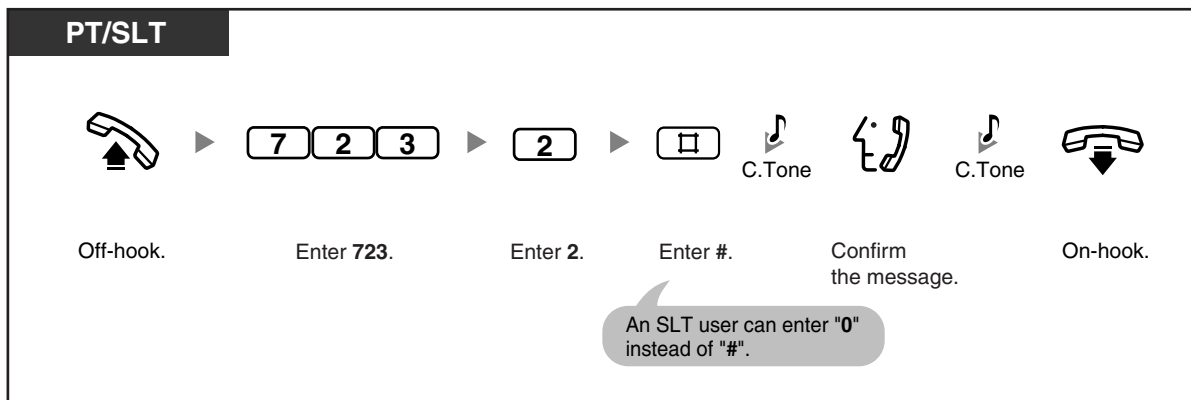 PT/SLT
7 2 3
2
#
C.Tone
C.Tone
Off-hook.
Enter 723.
Enter 2.
Enter #.
Confirm
the message.
On-hook.
An SLT user can enter "0"
instead of "#".